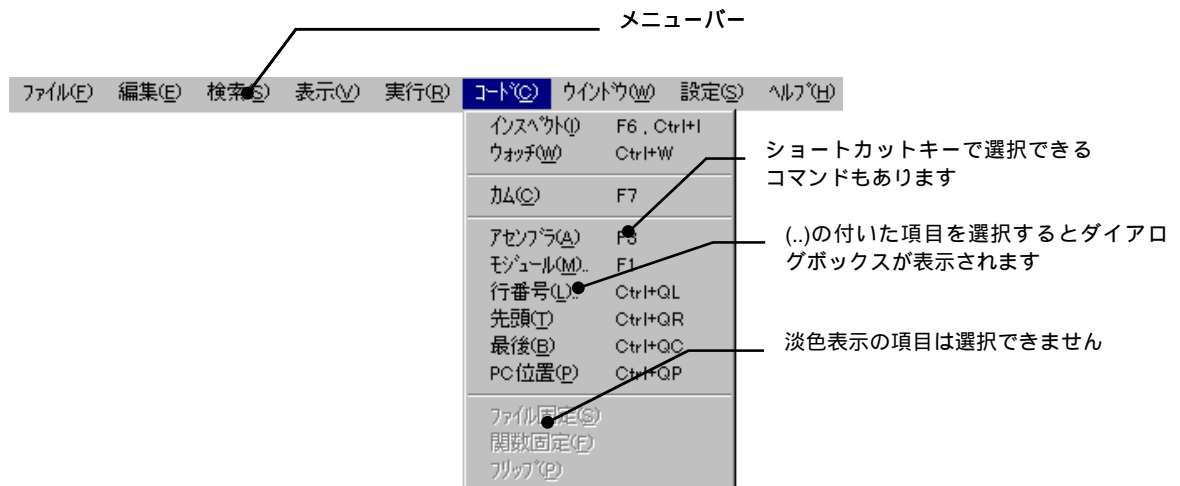 メニューバー
ﾌｧｲﾙ(F) 編集(E) 検索(S) 表示(V) 実行(R) ｺｰﾄﾞ(C) ｳｲﾝﾄﾞｳ(W) 設定(S) ﾍﾙﾌﾟ(H)
ｲﾝｽﾍﾟｸﾄ(I) F6 , Ctrl+I
ｳｫｯﾁ(W) Ctrl+W
ｶﾑ(C) F7
ｱｾﾝﾌﾞﾗ(A) F3
ﾓｼﾞｭｰﾙ(M).. F1
行番号(L).. Ctrl+QL
先頭(T) Ctrl+QR
最後(B) Ctrl+QC
PC位置(P) Ctrl+QP
ﾌｧｲﾙ固定(S)
関数固定(F)
ﾌﾘｯﾌﾟ(P)
ショートカットキーで選択できる
コマンドもあります
(..)の付いた項目を選択するとダイアロ
グボックスが表示されます
淡色表示の項目は選択できません